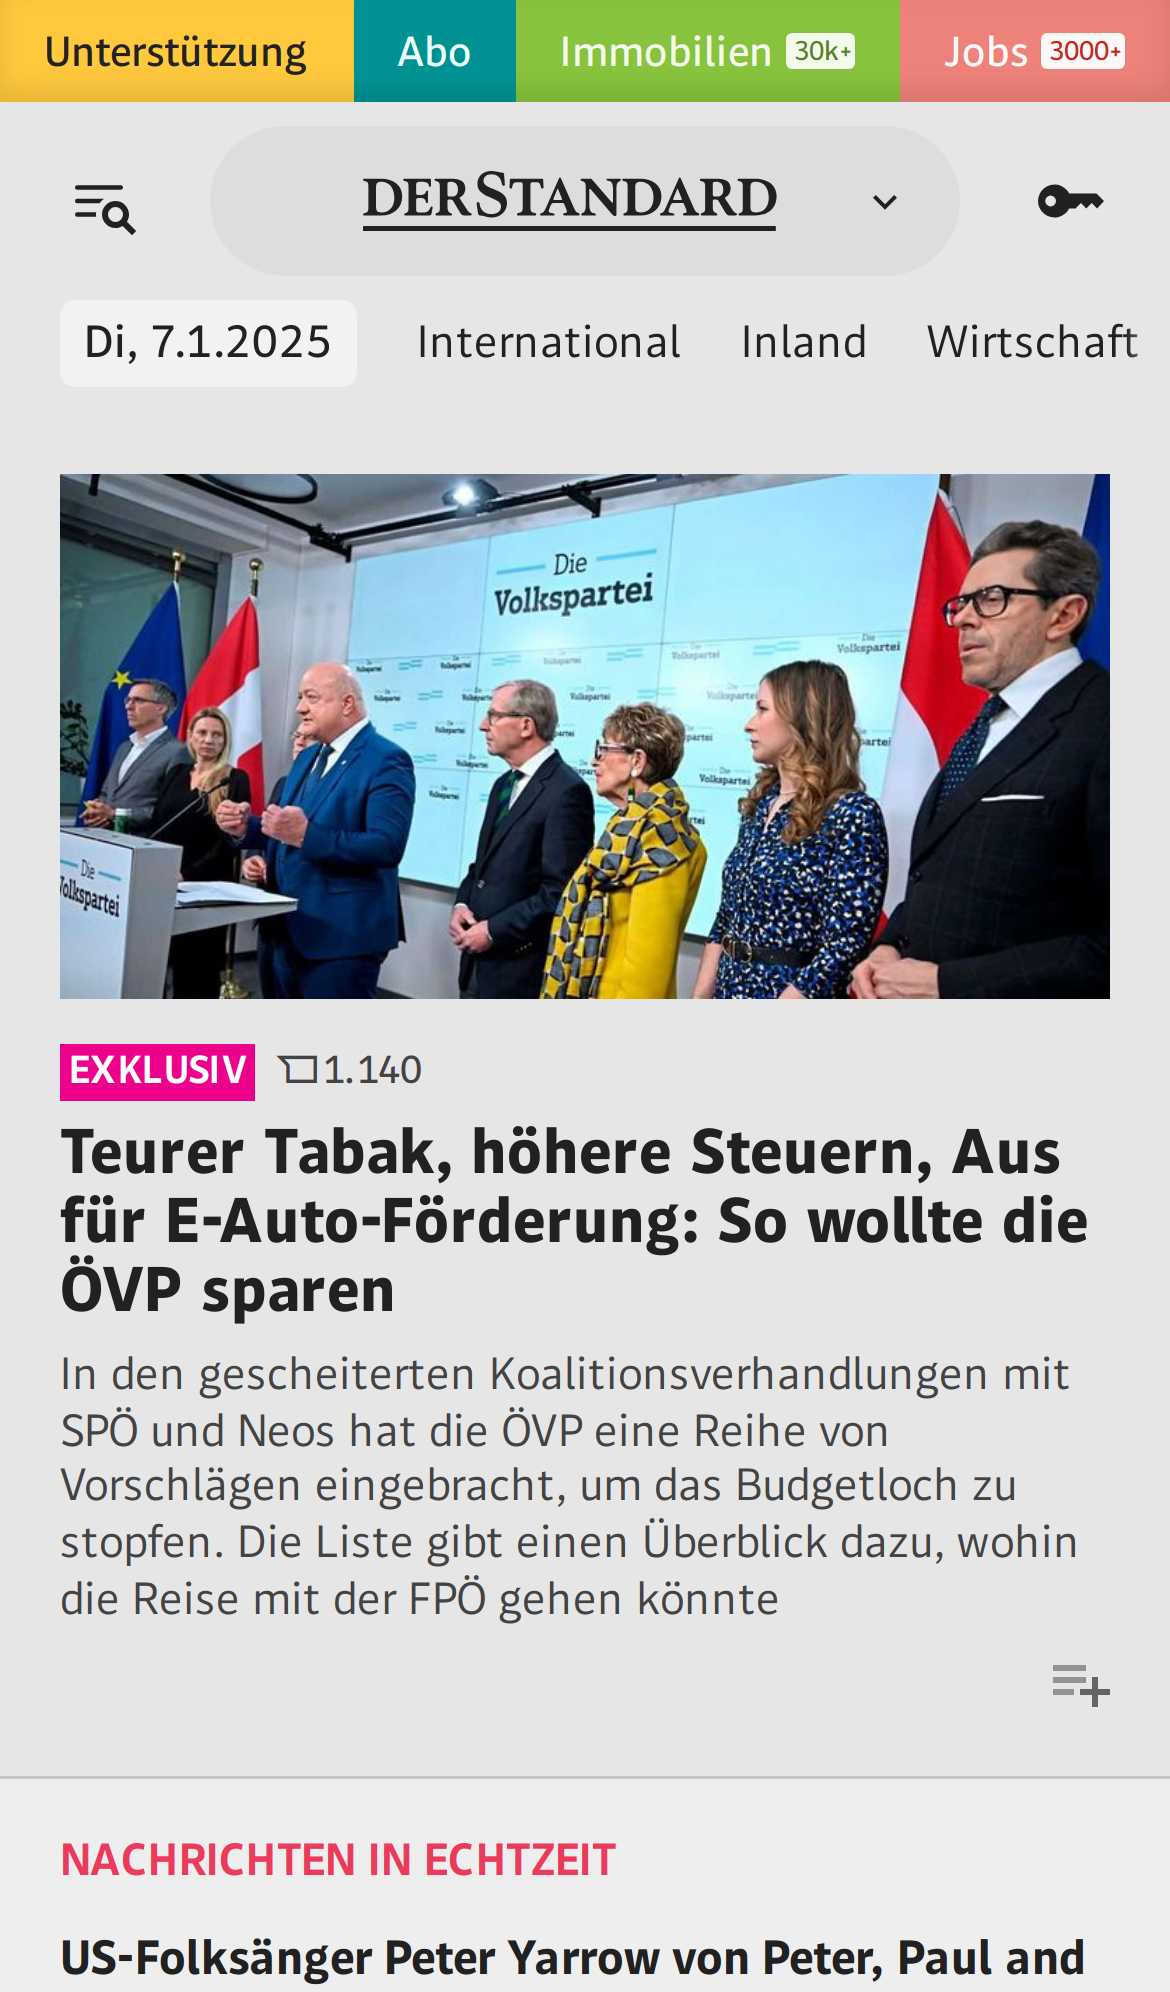 Unterstützung Abo Immobilien 30k+ Jobs 3000+
DERSTANDARD
Di, 7.1.2025 International Inland Wirtschaft
Die
Volkspartei
Die
Volkspartei
EXKLUSIV 1.140
Teurer Tabak, höhere Steuern, Aus
für E-Auto-Förderung: So wollte die
ÖVP sparen
In den gescheiterten Koalitionsverhandlungen mit
SPÖ und Neos hat die ÖVP eine Reihe von
Vorschlägen eingebracht, um das Budgetloch zu
stopfen. Die Liste gibt einen Überblick dazu, wohin
die Reise mit der FPÖ gehen könnte
NACHRICHTEN IN ECHTZEIT
US-Folksänger Peter Yarrow von Peter, Paul and